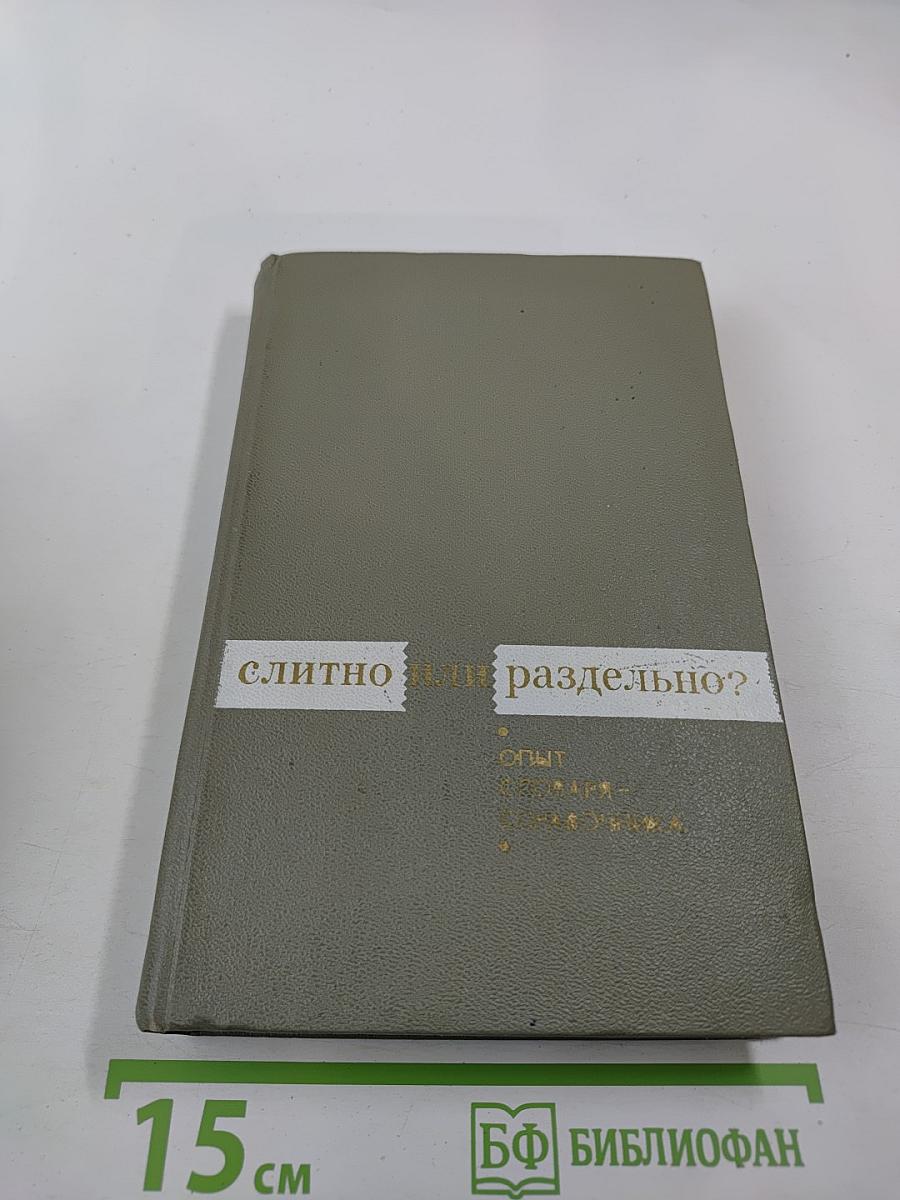 слитно или раздельно?
ОПЫТ
СЛОВАРЯ-
СПРАВОЧНИКА
15 см
БФ БИБЛИОФАН